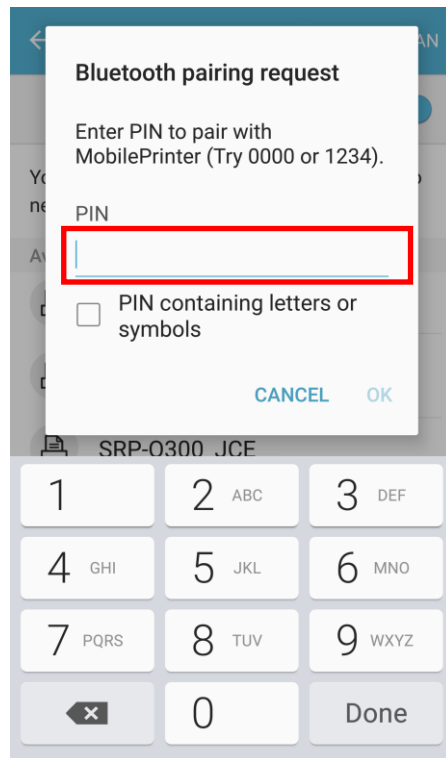 AN
Bluetooth pairing request
Enter PIN to pair with
MobilePrinter (Try 0000 or 1234).
PIN
PIN containing letters or
symbols
CANCEL OK
SRP-Q300_JCE
1 2 ABC 3 DEF
4 GHI 5 JKL 6 MNO
7 PQRS 8 TUV 9 WXYZ
0 Done